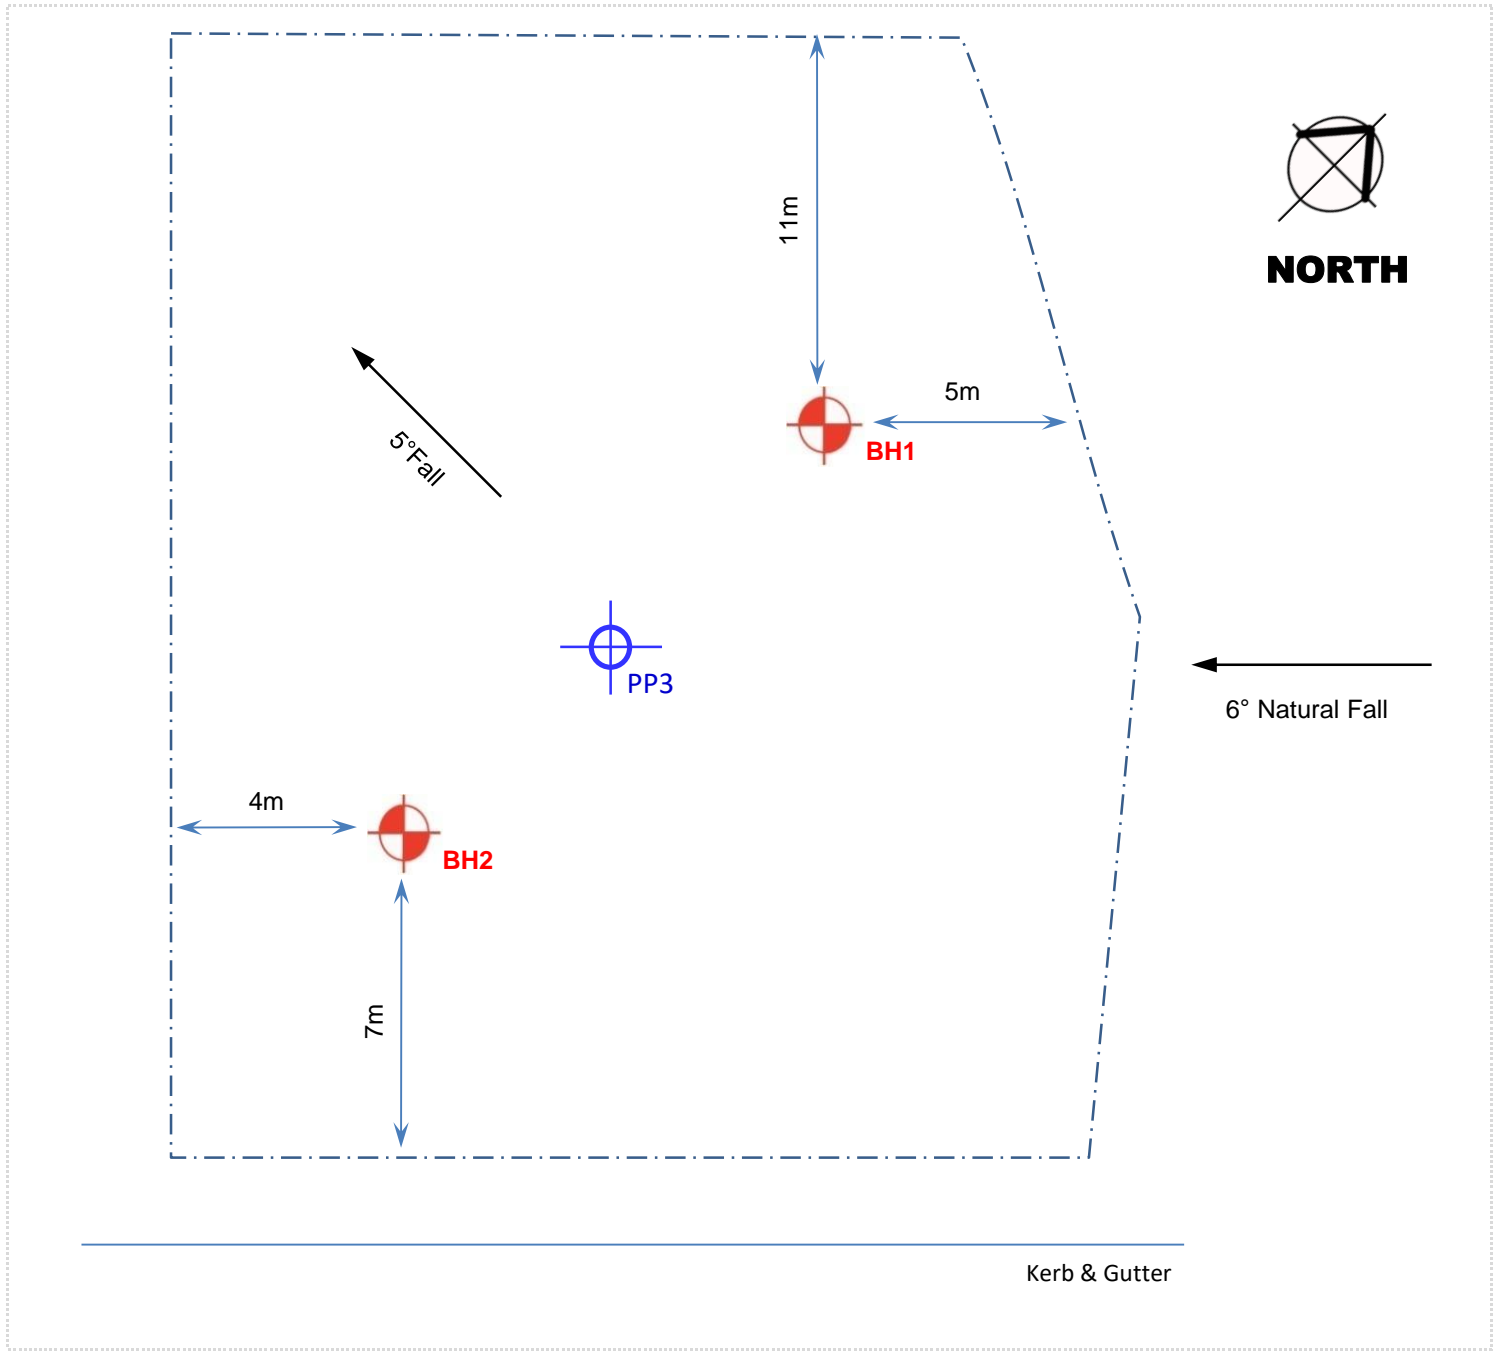 11m
NORTH
5m
BH1
5°Fall
PP3
6° Natural Fall
4m
BH2
7m
Kerb & Gutter